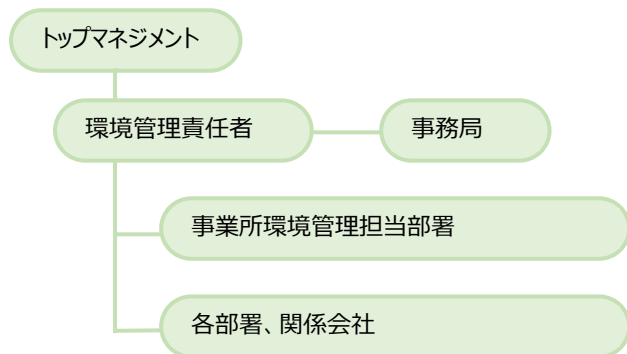 トップマネジメント
環境管理責任者
事務局
事業所環境管理担当部署
各部署、関係会社